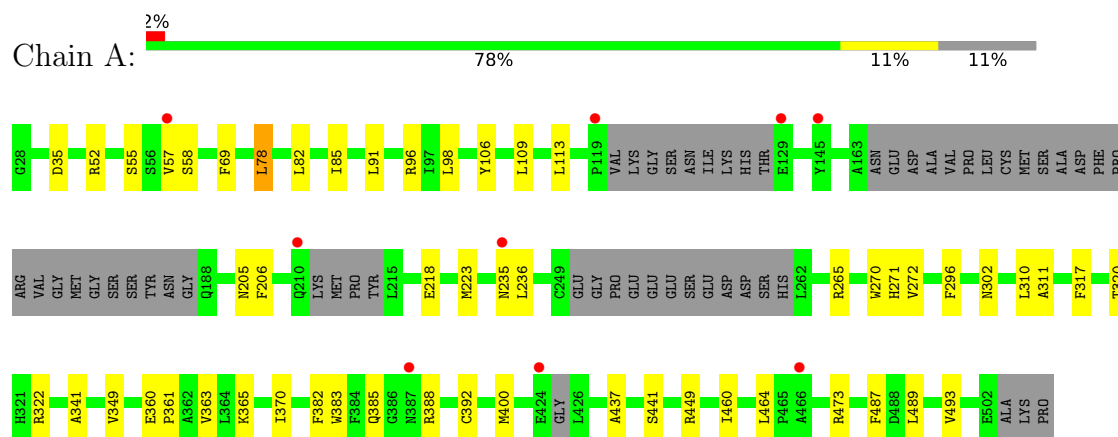 2%
Chain A:
78% 11% 11%
G28 D35 R52 S55 S56 V57 S58 F69 L78 L82 I85 L91 R96 I97 L98 Y106 L109 L113 P119 VAL LYS GLY SER ASN ILE LYS HIS THR E129 Y145 A163 ASN GLU ASP ALA VAL PRO LEU CYS MET SER ALA ASP PHE PRO
ARG VAL GLY MET GLY SER SER TYR ASN GLY Q188 N205 F206 Q210 LYS MET PRO TYR L215 E218 M223 N235 L236 C249 GLU GLY PRO GLU GLU GLU SER GLU ASP ASP SER HIS L262 R265 W270 H271 V272 F296 N302 L310 A311 F317 T320
H321 R322 A341 V349 E360 P361 A362 V363 L364 K365 I370 F382 W383 F384 Q385 G386 N387 R388 C392 M400 E424 GLY L426 A437 S441 R449 I460 L464 P465 A466 R473 F487 D488 L489 V493 E502 ALA LYS PRO